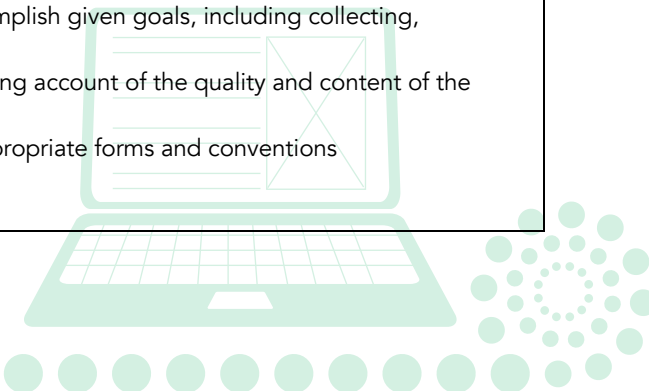 mplish given goals, including collecting,
ng account of the quality and content of the
propriate forms and conventions